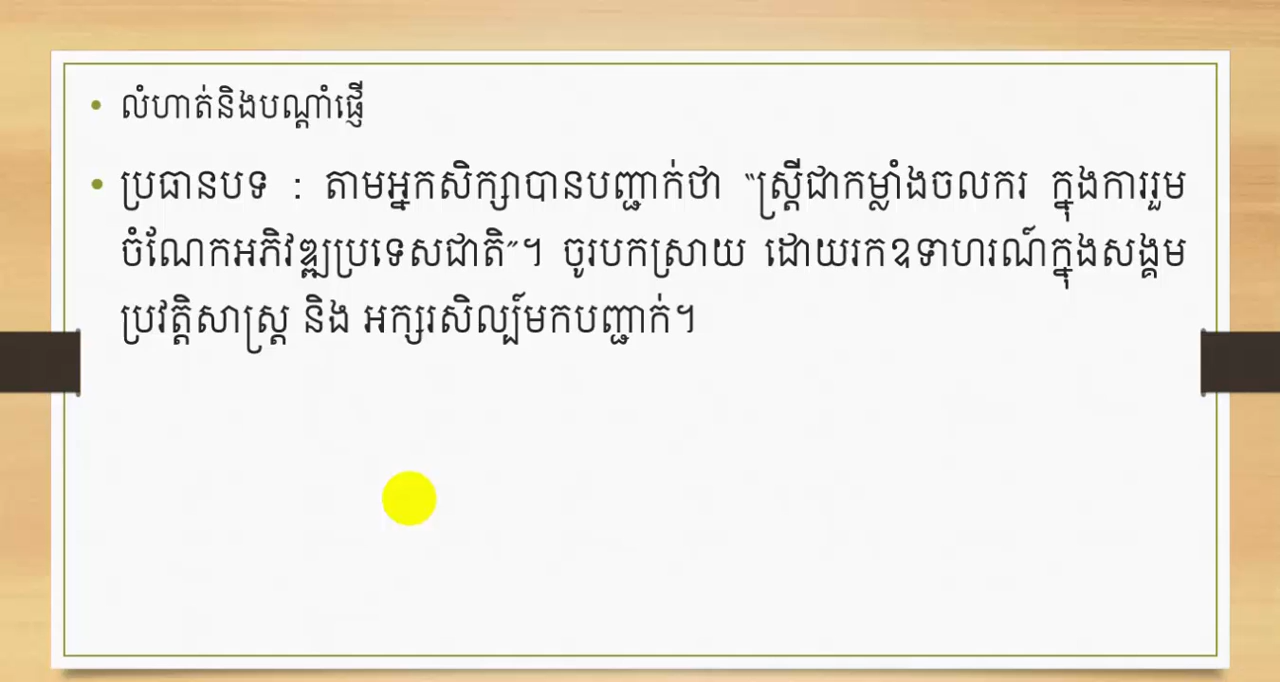 • លំហាត់និងបណ្ដាំផ្ញើ
• ប្រធានបទ : តាមអ្នកសិក្សាបានបញ្ជាក់ថា “ស្ត្រីជាកម្លាំងចលករ ក្នុងការរួម
ចំណែកអភិវឌ្ឍប្រទេសជាតិ”។ ចូរបកស្រាយ ដោយរកឧទាហរណ៍ក្នុងសង្គម
ប្រវត្តិសាស្ត្រ និង អក្សរសិល្ប៍មកបញ្ជាក់។